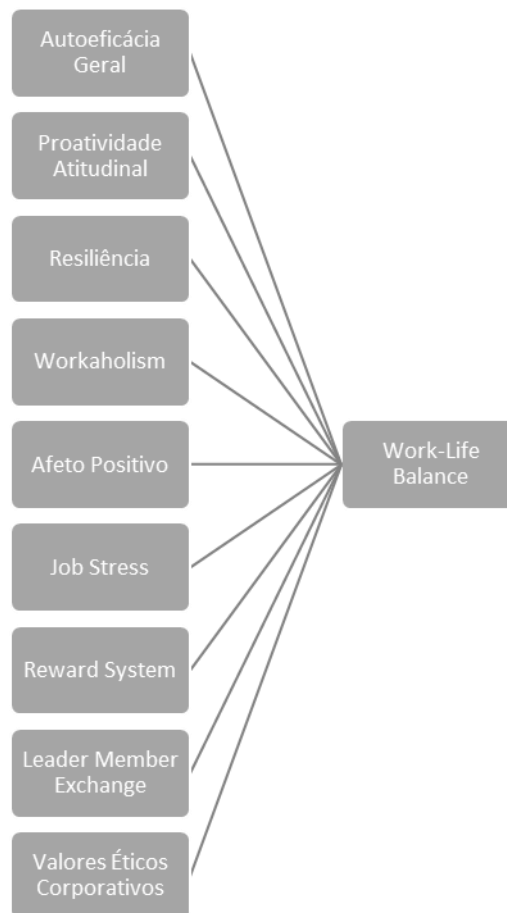 Autoeficácia
Geral
Proatividade
Atitudinal
Resiliência
Workaholism
Afeto Positivo
Work-Life
Balance
Job Stress
Reward System
Leader Member
Exchange
Valores Éticos
Corporativos